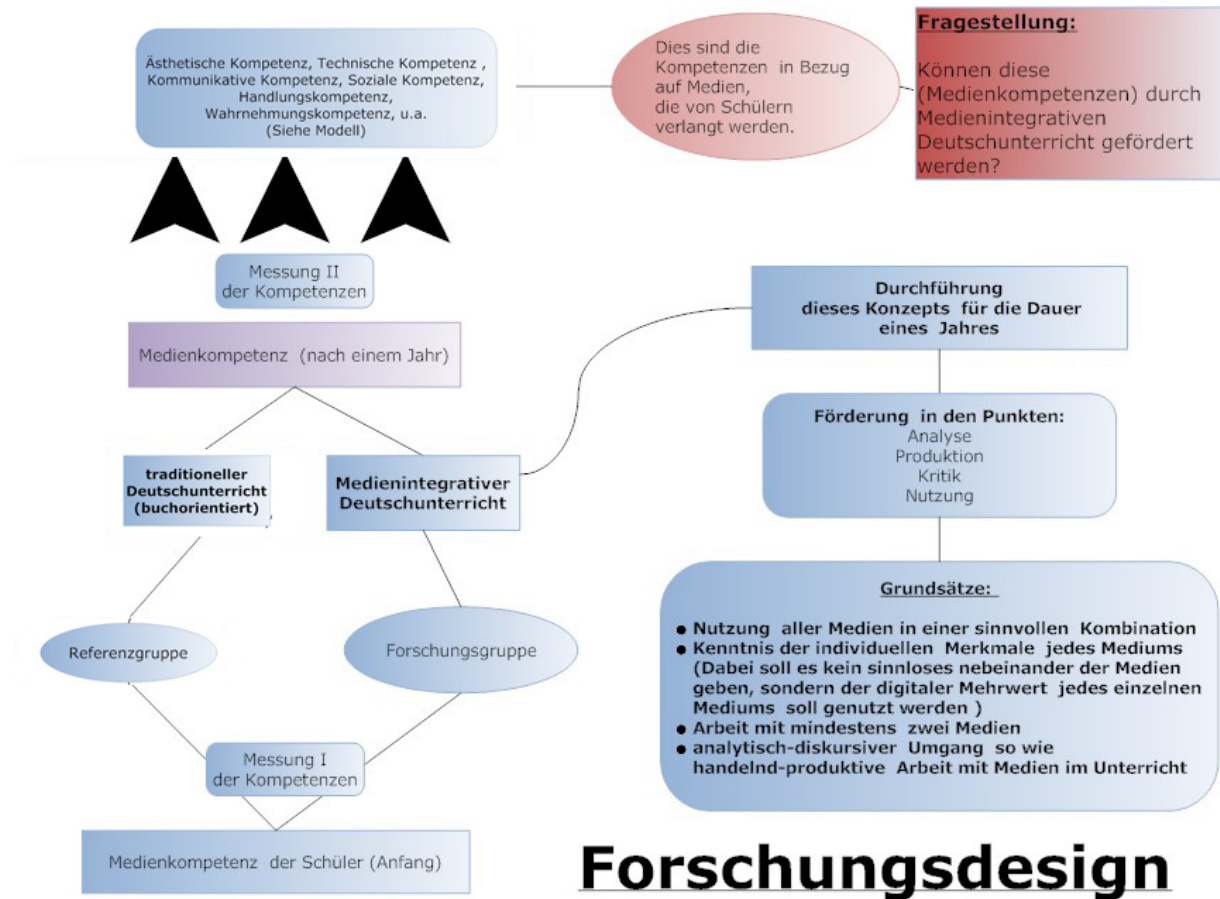 Ästhetische Kompetenz, Technische Kompetenz ,
Kommunikative Kompetenz, Soziale Kompetenz,
Handlungskompetenz,
Wahrnehmungskompetenz, u.a.
(Siehe Modell)
Dies sind die
Kompetenzen in Bezug
auf Medien,
die von Schülern
verlangt werden.
Fragestellung:
Können diese
(Medienkompetenzen) durch
Medienintegrativen
Deutschunterricht gefördert
werden?
Messung II
der Kompetenzen
Medienkompetenz (nach einem Jahr)
traditioneller
Deutschunterricht
(buchorientiert)
Medienintegrativer
Deutschunterricht
Referenzgruppe
Forschungsgruppe
Messung I
der Kompetenzen
Medienkompetenz der Schüler (Anfang)
Durchführung
dieses Konzepts für die Dauer
eines Jahres
Förderung in den Punkten:
Analyse
Produktion
Kritik
Nutzung
Grundsätze:
● Nutzung aller Medien in einer sinnvollen Kombination
● Kenntnis der individuellen Merkmale jedes Mediums
(Dabei soll es kein sinnloses nebeinander der Medien
geben, sondern der digitaler Mehrwert jedes einzelnen
Mediums soll genutzt werden )
● Arbeit mit mindestens zwei Medien
● analytisch-diskursiver Umgang so wie
handelnd-produktive Arbeit mit Medien im Unterricht
Forschungsdesign